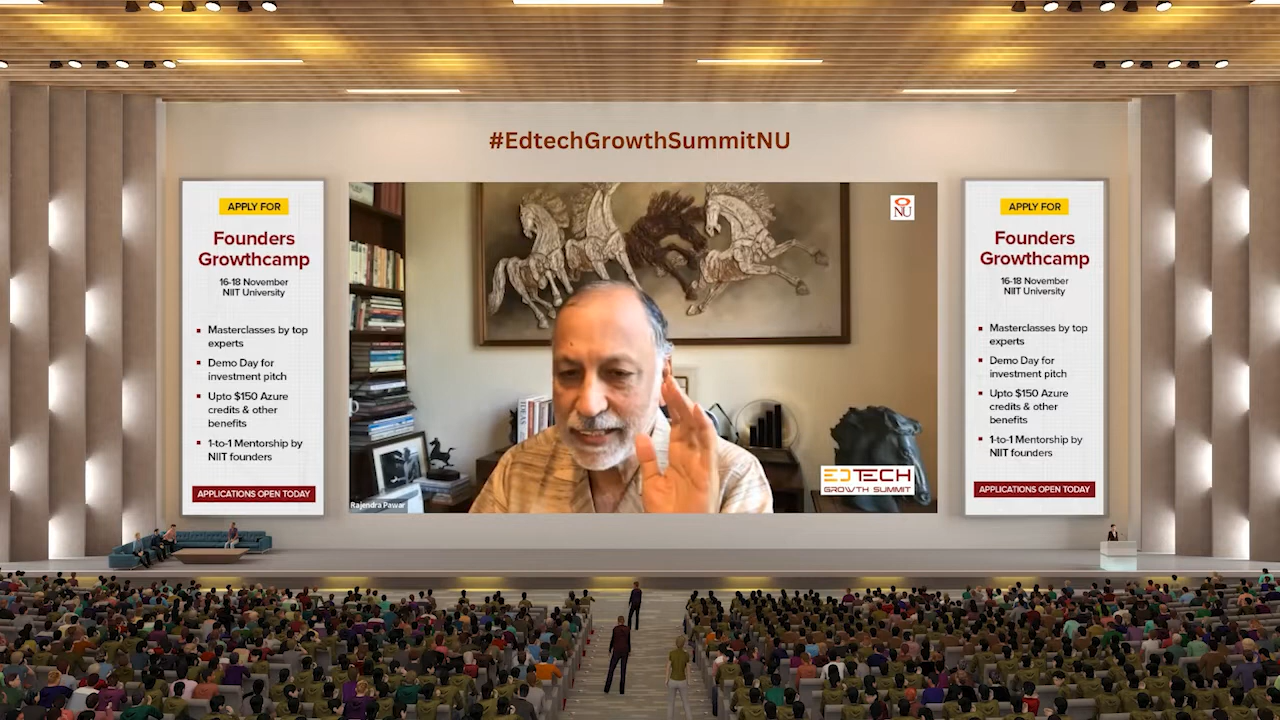 #EdtechGrowthSummitNU
APPLY FOR
Founders
Growthcamp
16-18 November
NIIT University
Masterclasses by top
experts
Demo Day for
investment pitch
Upto $150 Azure
credits & other
benefits
1-to-1 Mentorship by
NIIT founders
APPLICATIONS OPEN TODAY
NU
EDTECH
GROWTH SUMMIT
Rajendra Pawar
APPLY FOR
Founders
Growthcamp
16-18 November
NIIT University
Masterclasses by top
experts
Demo Day for
investment pitch
Upto $150 Azure
credits & other
benefits
1-to-1 Mentorship by
NIIT founders
APPLICATIONS OPEN TODAY